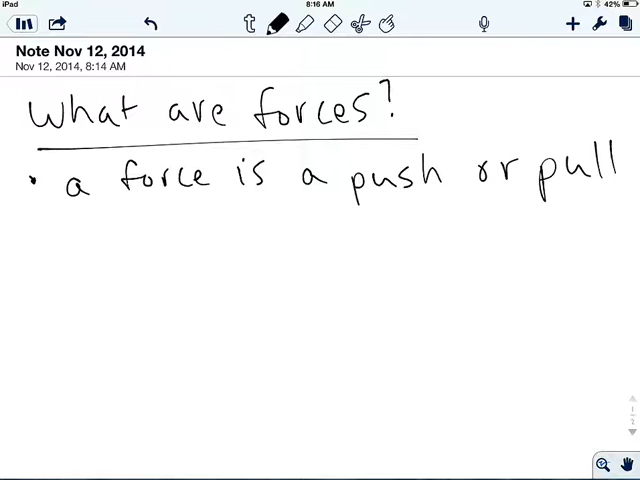 iPad
8:16 AM
42%
t
Note Nov 12, 2014
Nov 12, 2014, 8:14 AM
What are forces?
• a force is a push or pull